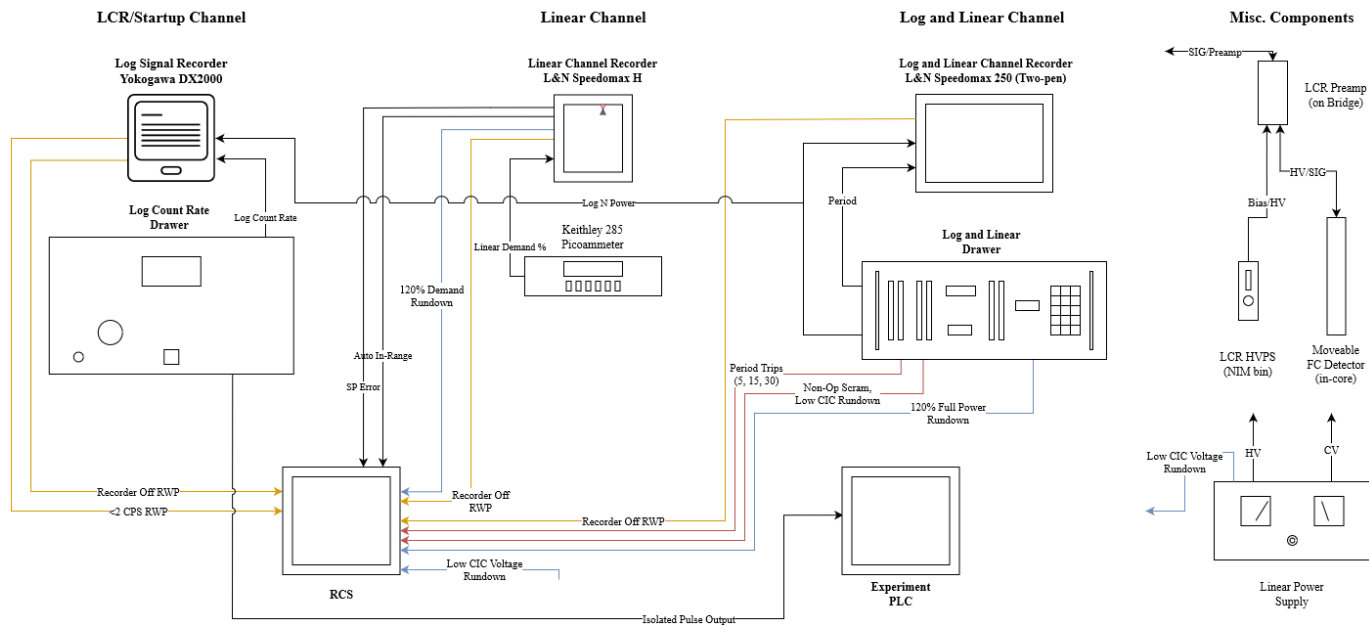 LCR/Startup Channel
Linear Channel
Log and Linear Channel
Misc. Components
Log Signal Recorder
Yokogawa DX2000
Linear Channel Recorder
L&N Speedomax H
Log and Linear Channel Recorder
L&N Speedomax 250 (Two-pen)
SIG/Preamp
LCR Preamp
(on Bridge)
HV/SIG
Bias/HV
Log N Power
Period
Log Count Rate
Drawer
Log Count Rate
Keithley 285
Picoammeter
Linear Demand %
Log and Linear
Drawer
120% Demand
Rundown
Auto In-Range
SP Error
Period Trips
(5, 15, 30)
Non-Op Scram,
Low CIC Rundown
120% Full Power
Rundown
LCR HVPS
(NIM bin)
Moveable
FC Detector
(in-core)
Low CIC Voltage
Rundown
HV
CV
Recorder Off RWP
<2 CPS RWP
Recorder Off
RWP
Recorder Off RWP
Low CIC Voltage
Rundown
RCS
Experiment
PLC
©
Linear Power
Supply
Isolated Pulse Output